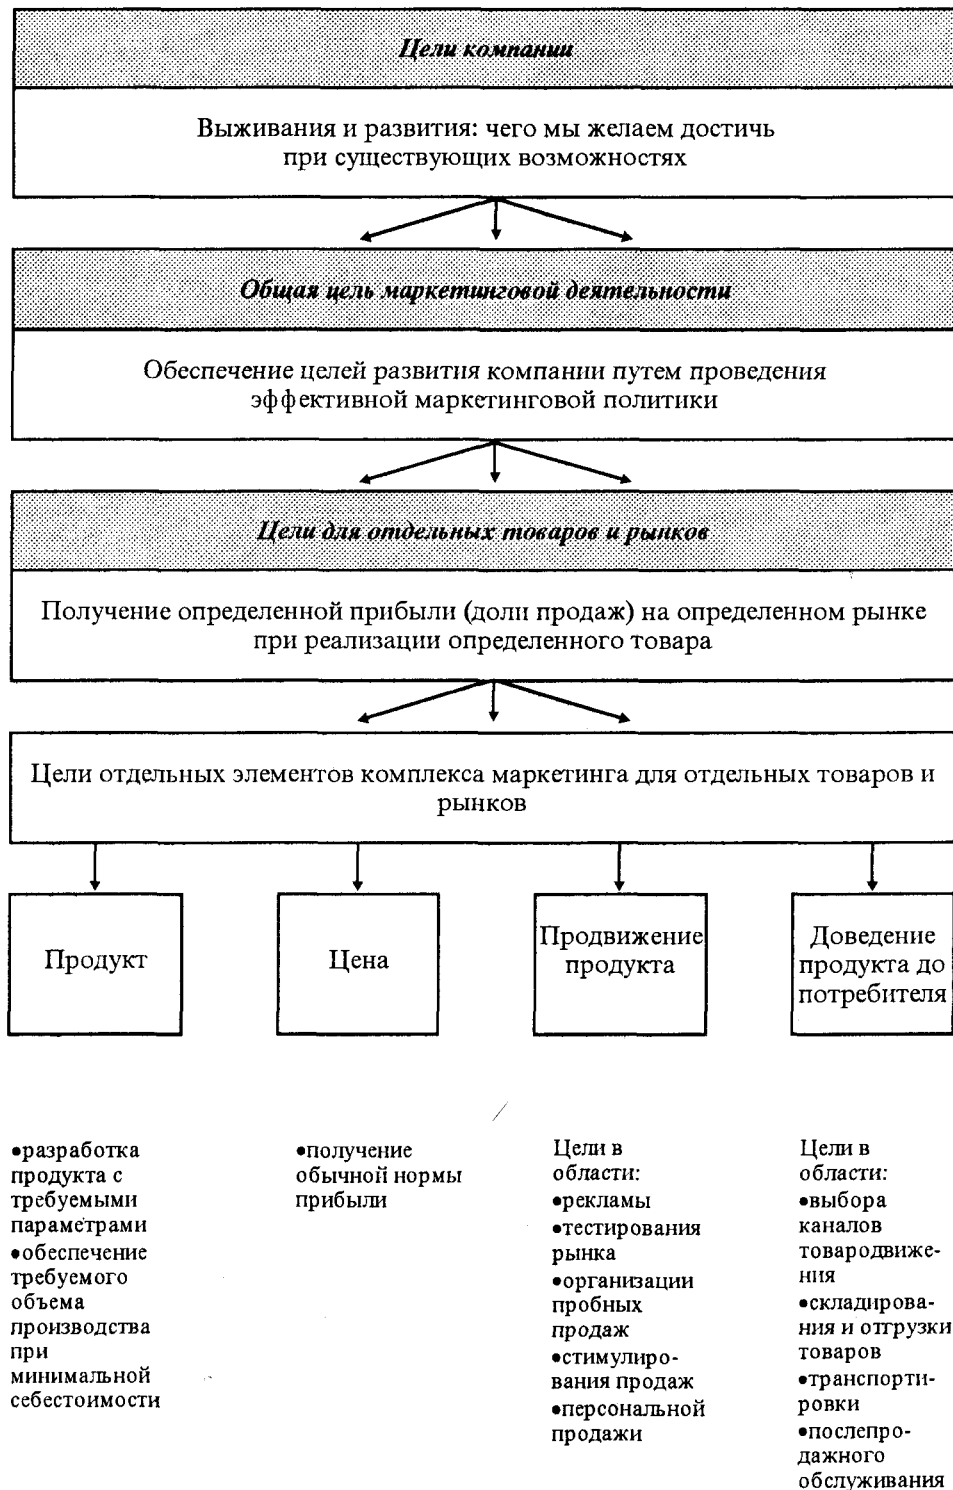 Цели компании
Выживания и развития: чего мы желаем достичь
при существующих возможностях
Общая цель маркетинговой деятельности
Обеспечение целей развития компании путем проведения
эффективной маркетинговой политики
Цели для отдельных товаров и рынков
Получение определенной прибыли (доли продаж) на определенном рынке
при реализации определенного товара
Цели отдельных элементов комплекса маркетинга для отдельных товаров и
рынков
Продукт
Цена
Продвижение
продукта
Доведение
продукта до
потребителя
•разработка
продукта с
требуемыми
параметрами
•обеспечение
требуемого
объема
производства
при
минимальной
себестоимости
•получение
обычной нормы
прибыли
Цели в
области:
•рекламы
•тестирования
рынка
•организации
пробных
продаж
•стимулиро-
вания продаж
•персональной
продажи
Цели в
области:
•выбора
каналов
товародвиже-
ния
•складирова-
ния и отгрузки
товаров
•транспорти-
ровки
•послепро-
дажного
обслуживания